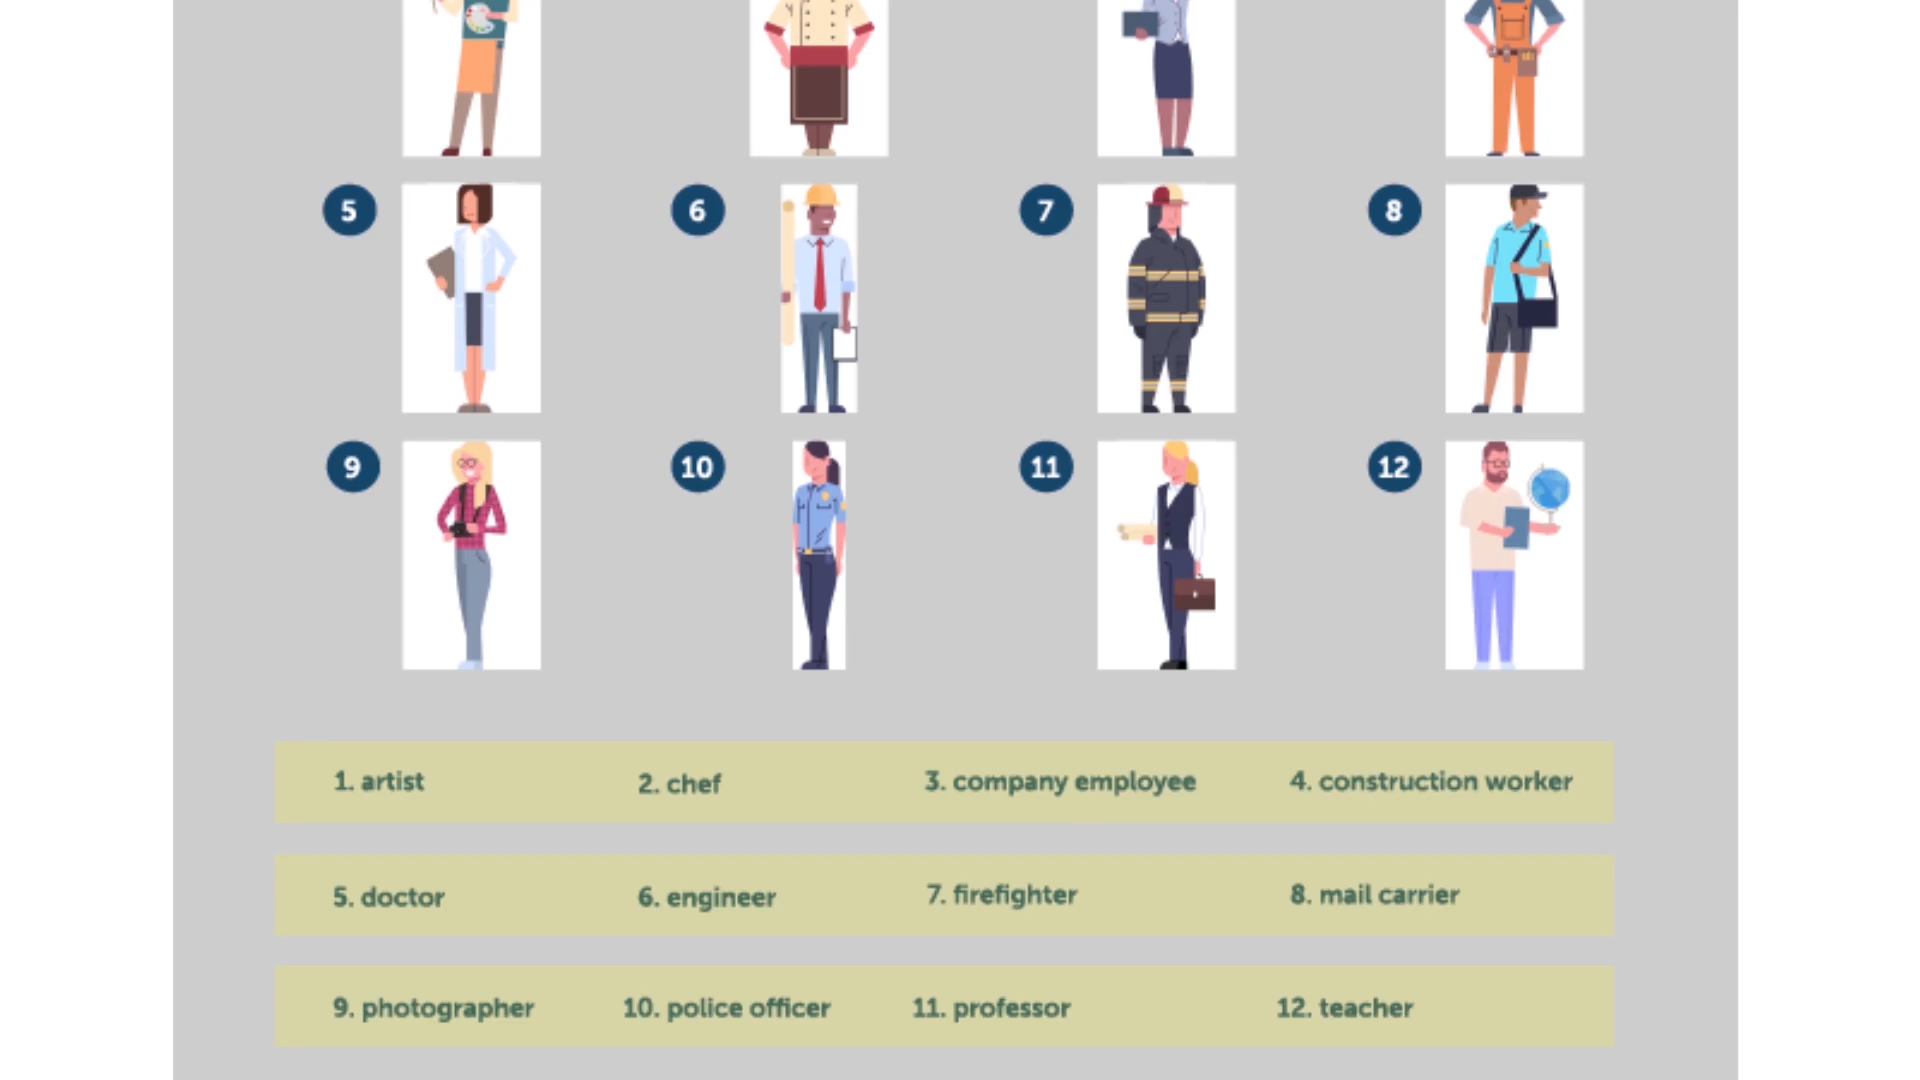 5 6 7 8
9 10 11 12
1. artist 2. chef 3. company employee 4. construction worker
5. doctor 6. engineer 7. firefighter 8. mail carrier
9. photographer 10. police officer 11. professor 12. teacher